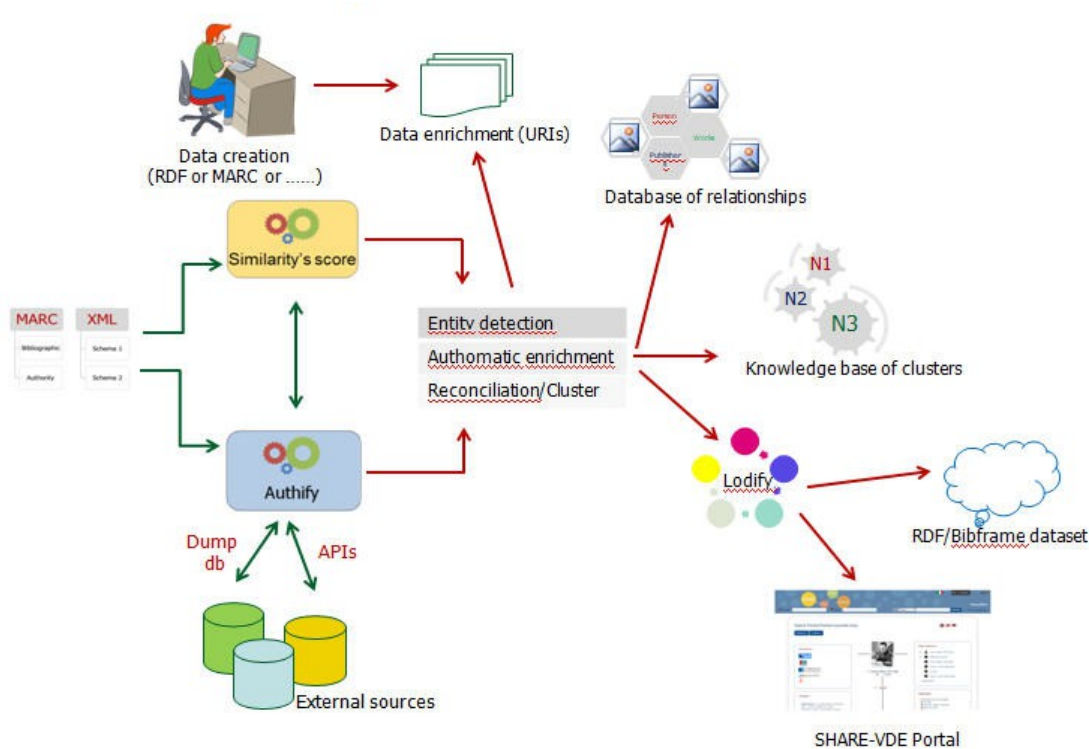 Data creation
(RDF or MARC or ......)
Data enrichment (URIs)
Person
Works
Publisher
s
Database of relationships
Similarity's score
MARC
XML
Bibliographic
Authority
Scheme 1
Scheme 2
Entity detection
Authomatic enrichment
Reconciliation/Cluster
N1
N2
N3
Knowledge base of clusters
Authify
Lodify
RDF/Bibframe dataset
Dump
db
APIs
External sources
SHARE-VDE Portal